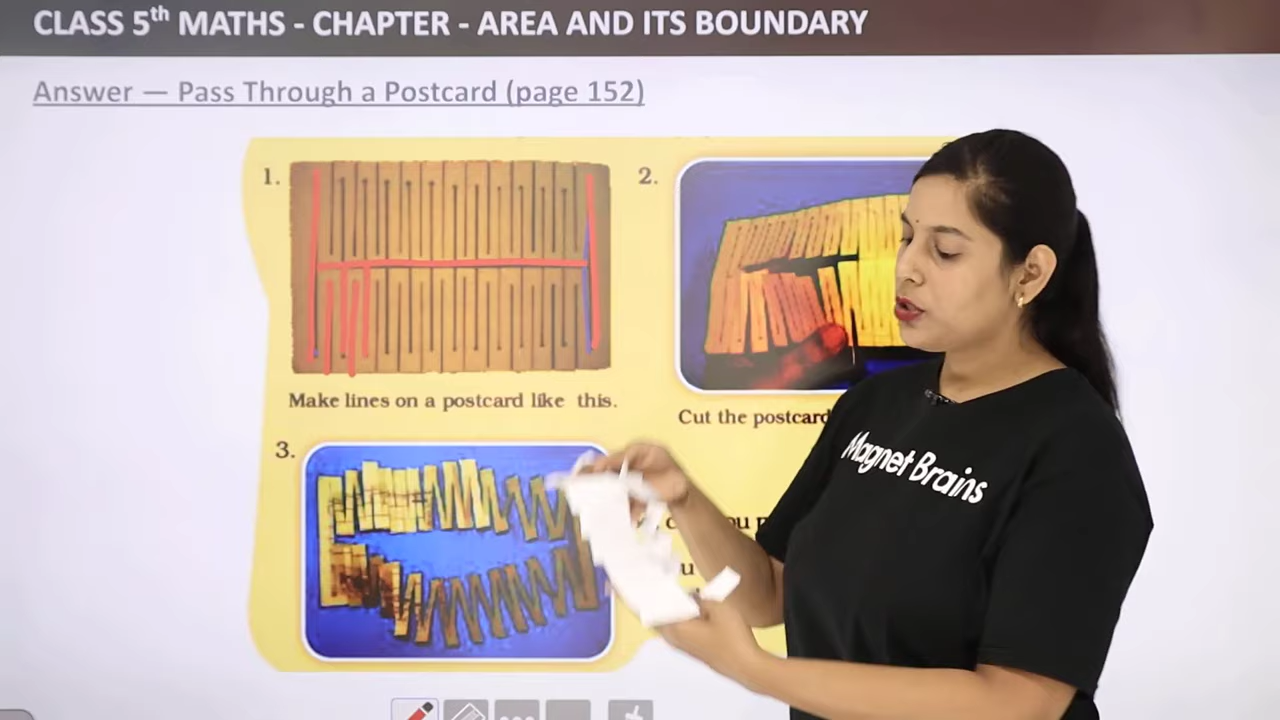 CLASS 5th MATHS - CHAPTER - AREA AND ITS BOUNDARY
Answer — Pass Through a Postcard (page 152)
1.
2.
Make lines on a postcard like this.
Cut the postcard
3.
Magnet Brains